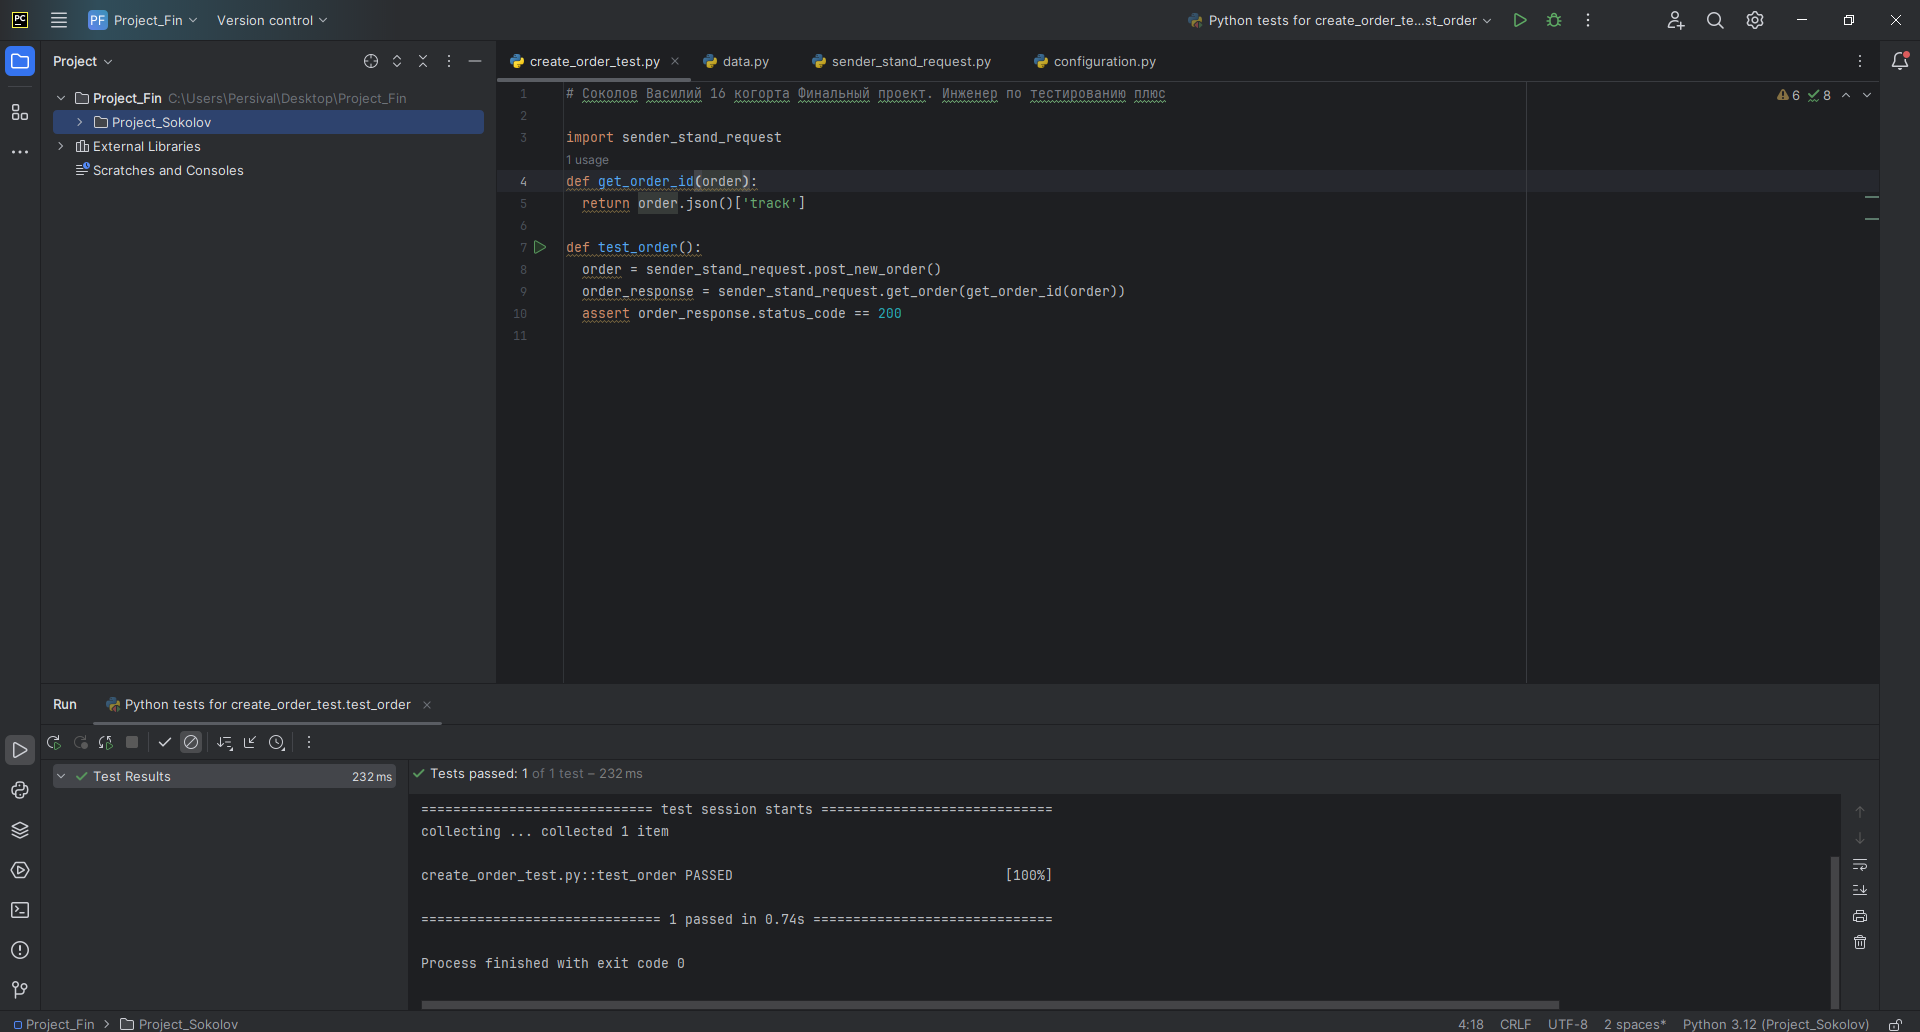 PC
PF Project_Fin Version control Python tests for create_order_te...st_order
Project
create_order_test.py data.py sender_stand_request.py configuration.py
Project_Fin C:\Users\Persival\Desktop\Project_Fin
Project_Sokolov
External Libraries
Scratches and Consoles
6 8
1 # Соколов Василий 16 когорта Финальный проект. Инженер по тестированию плюс
2
3 import sender_stand_request
1 usage
4 def get_order_id(order):
5 return order.json()['track']
6
7 def test_order():
8 order = sender_stand_request.post_new_order()
9 order_response = sender_stand_request.get_order(get_order_id(order))
10 assert order_response.status_code == 200
11
Run Python tests for create_order_test.test_order
Test Results 232 ms
Tests passed: 1 of 1 test – 232 ms
============================= test session starts =============================
collecting ... collected 1 item
create_order_test.py::test_order PASSED [100%]
============================== 1 passed in 0.74s ==============================
Process finished with exit code 0
Project_Fin Project_Sokolov
4:18 CRLF UTF-8 2 spaces* Python 3.12 (Project_Sokolov)